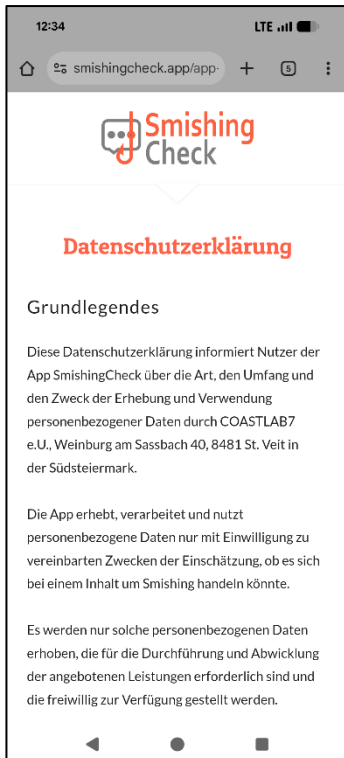 12:34 LTE
smishingcheck.app/app- + 5
Smishing
Check
Datenschutzerklärung
Grundlegendes
Diese Datenschutzerklärung informiert Nutzer der
App SmishingCheck über die Art, den Umfang und
den Zweck der Erhebung und Verwendung
personenbezogener Daten durch COASTLAB7
e.U., Weinburg am Sassbach 40, 8481 St. Veit in
der Südsteiermark.
Die App erhebt, verarbeitet und nutzt
personenbezogene Daten nur mit Einwilligung zu
vereinbarten Zwecken der Einschätzung, ob es sich
bei einem Inhalt um Smishing handeln könnte.
Es werden nur solche personenbezogenen Daten
erhoben, die für die Durchführung und Abwicklung
der angebotenen Leistungen erforderlich sind und
die freiwillig zur Verfügung gestellt werden.